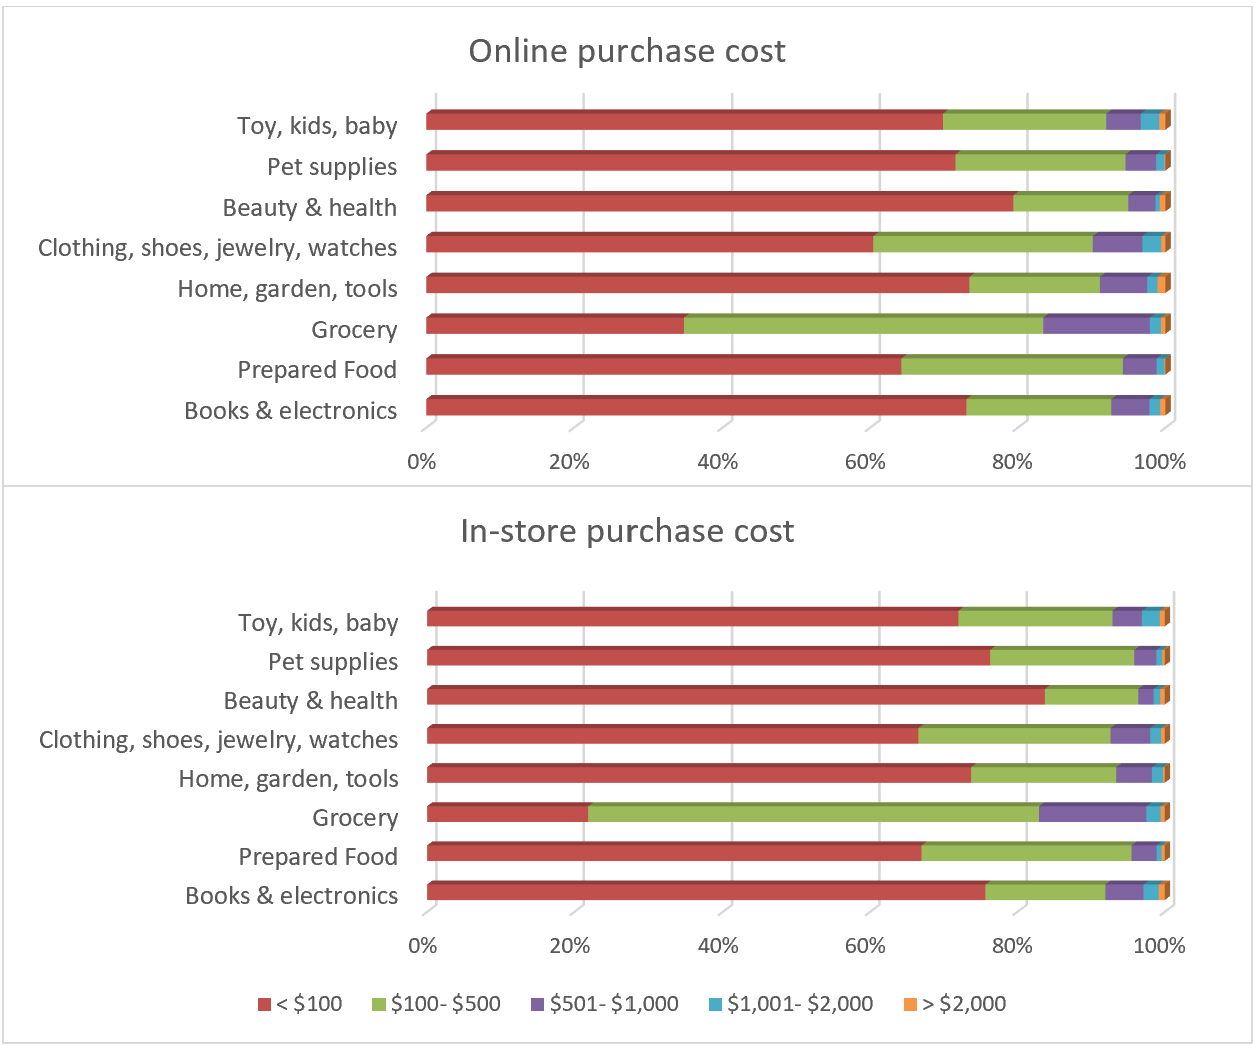 Online purchase cost
Toy, kids, baby
Pet supplies
Beauty & health
Clothing, shoes, jewelry, watches
Home, garden, tools
Grocery
Prepared Food
Books & electronics
0% 20% 40% 60% 80% 100%
In-store purchase cost
Toy, kids, baby
Pet supplies
Beauty & health
Clothing, shoes, jewelry, watches
Home, garden, tools
Grocery
Prepared Food
Books & electronics
0% 20% 40% 60% 80% 100%
< $100 $100- $500 $501- $1,000 $1,001- $2,000 > $2,000